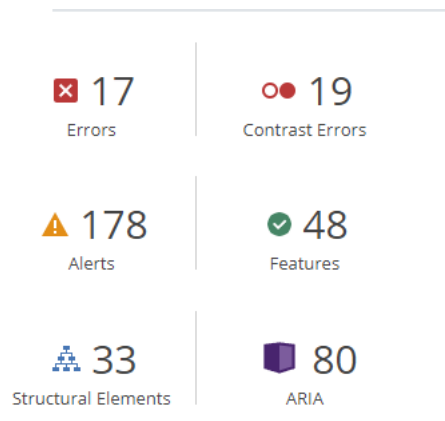 17
Errors
19
Contrast Errors
178
Alerts
48
Features
33
Structural Elements
80
ARIA